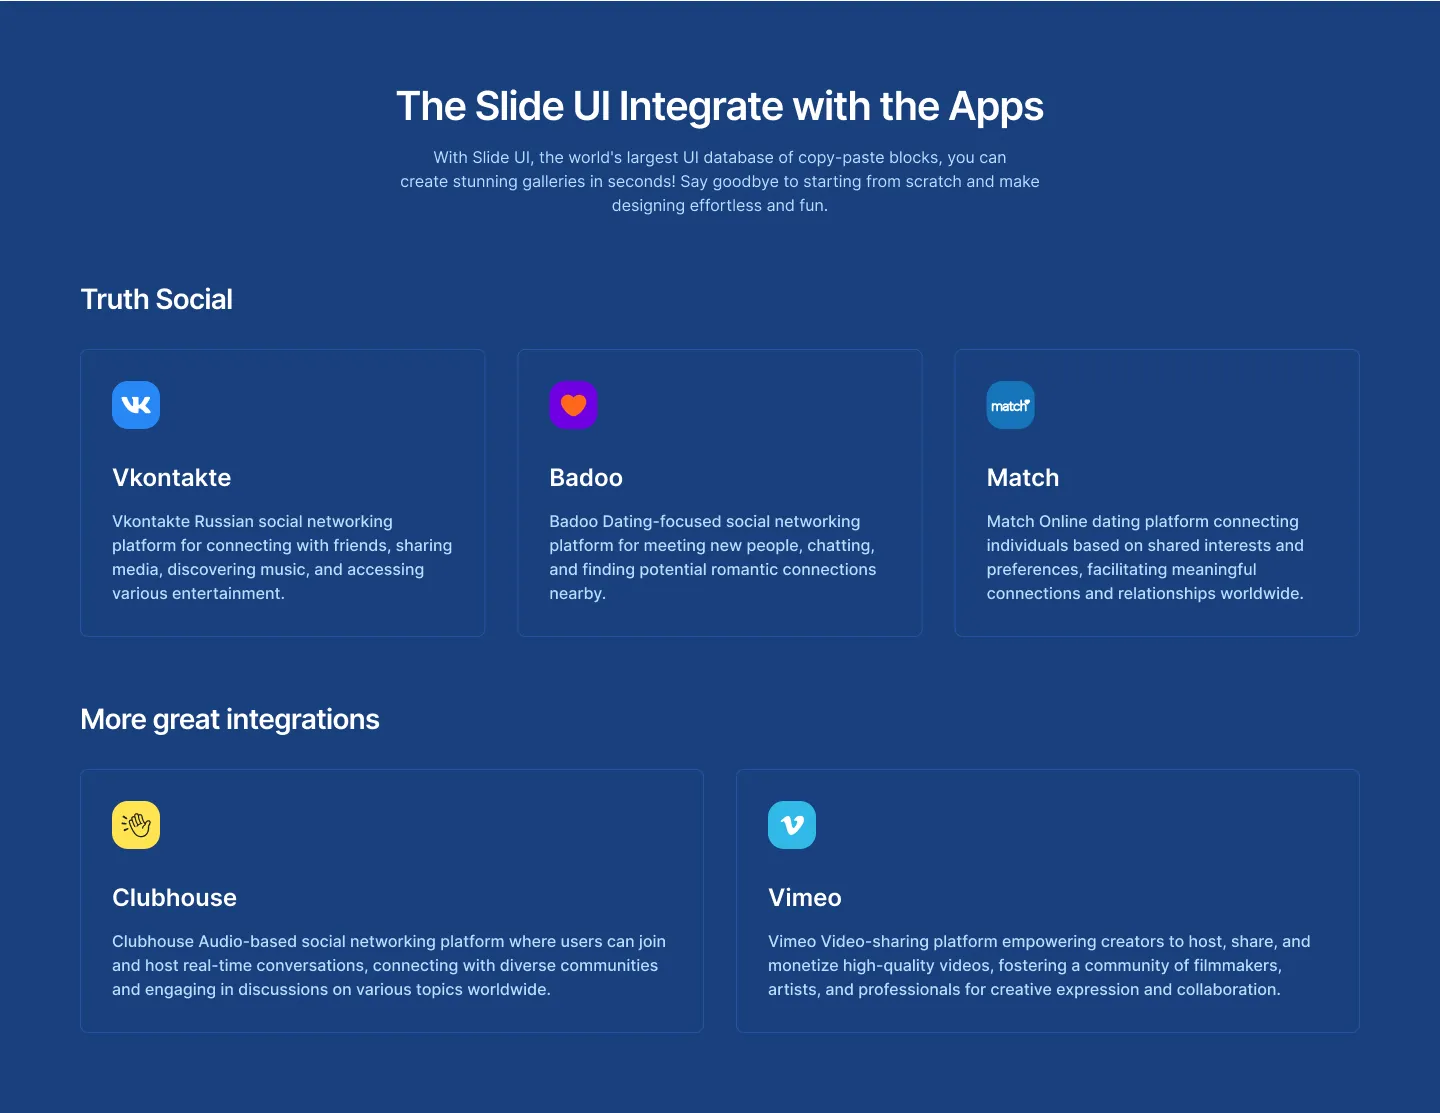 The Slide UI Integrate with the Apps
With Slide UI, the world's largest UI database of copy-paste blocks, you can
create stunning galleries in seconds! Say goodbye to starting from scratch and make
designing effortless and fun.
Truth Social
match
Vkontakte
Vkontakte Russian social networking
platform for connecting with friends, sharing
media, discovering music, and accessing
various entertainment.
Badoo
Badoo Dating-focused social networking
platform for meeting new people, chatting,
and finding potential romantic connections
nearby.
Match
Match Online dating platform connecting
individuals based on shared interests and
preferences, facilitating meaningful
connections and relationships worldwide.
More great integrations
Clubhouse
Clubhouse Audio-based social networking platform where users can join
and host real-time conversations, connecting with diverse communities
and engaging in discussions on various topics worldwide.
Vimeo
Vimeo Video-sharing platform empowering creators to host, share, and
monetize high-quality videos, fostering a community of filmmakers,
artists, and professionals for creative expression and collaboration.